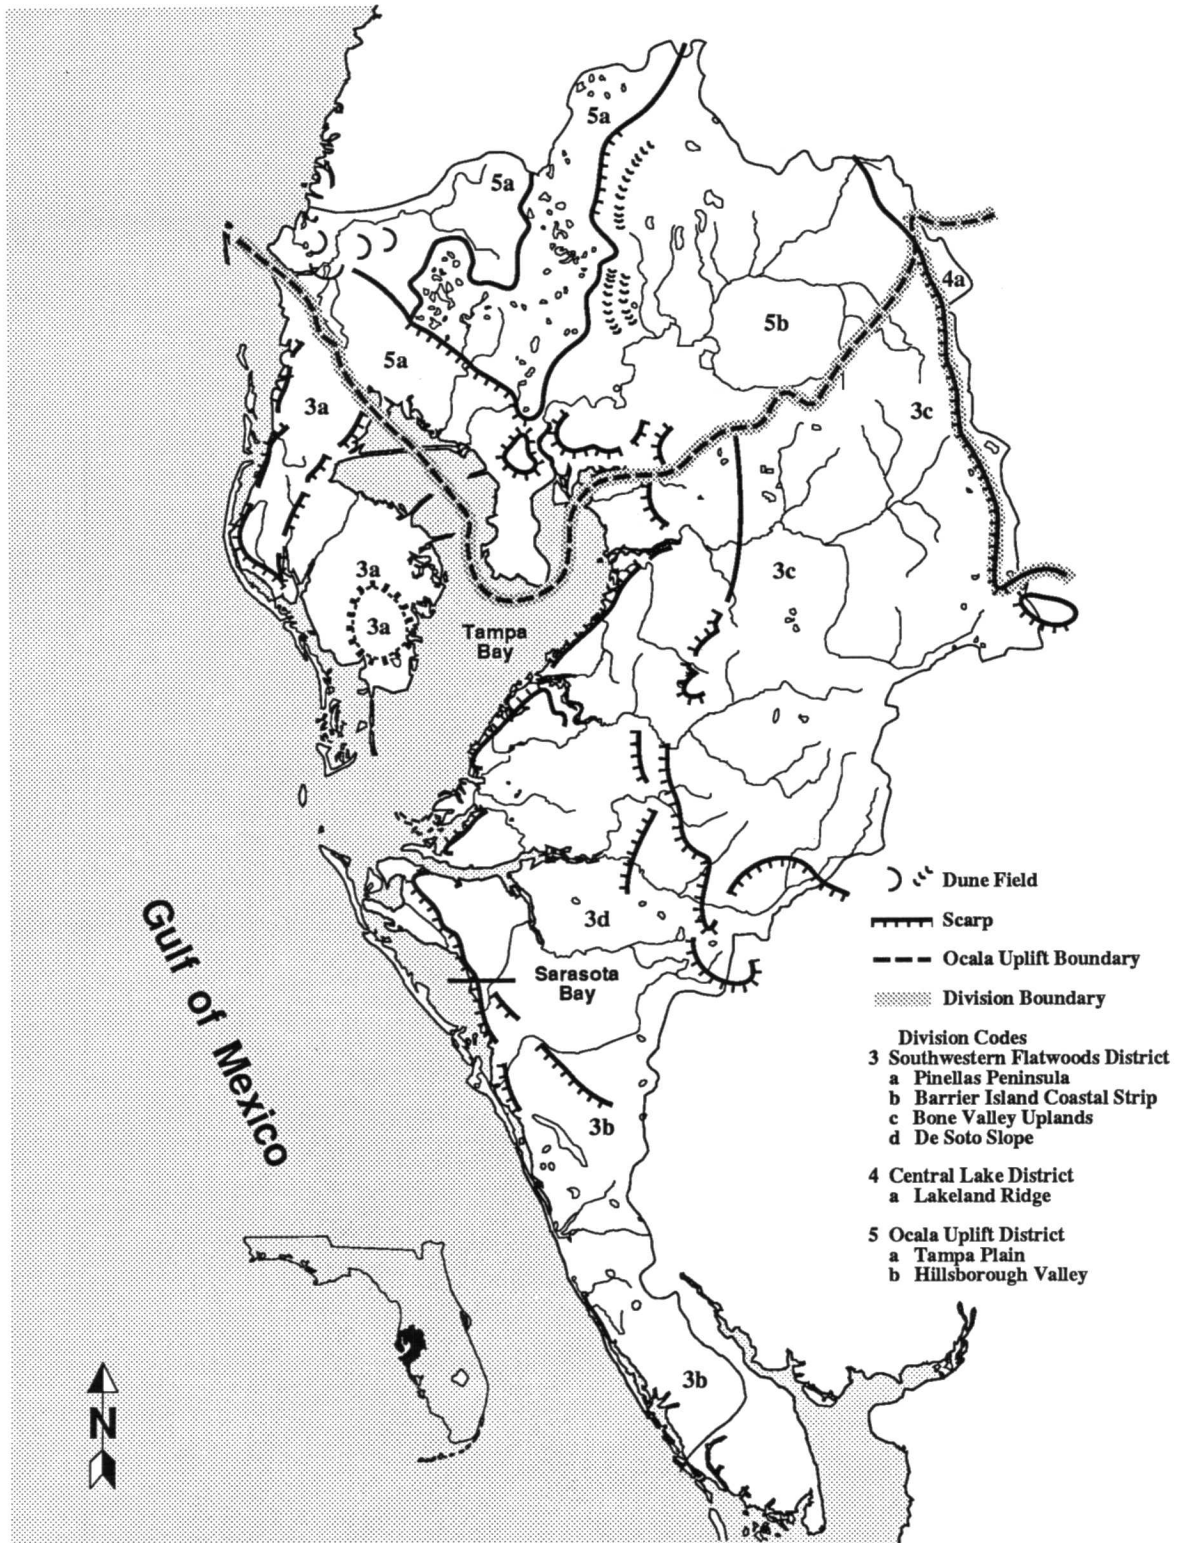 5a
5a
4a
5b
5a
3a
3c
3a
3c
3a
Tampa
Bay
3d
Sarasota
Bay
3b
3b
Gulf of Mexico
N
Dune Field
Scarp
Ocala Uplift Boundary
Division Boundary
Division Codes
3 Southwestern Flatwoods District
a Pinellas Peninsula
b Barrier Island Coastal Strip
c Bone Valley Uplands
d De Soto Slope
4 Central Lake District
a Lakeland Ridge
5 Ocala Uplift District
a Tampa Plain
b Hillsborough Valley